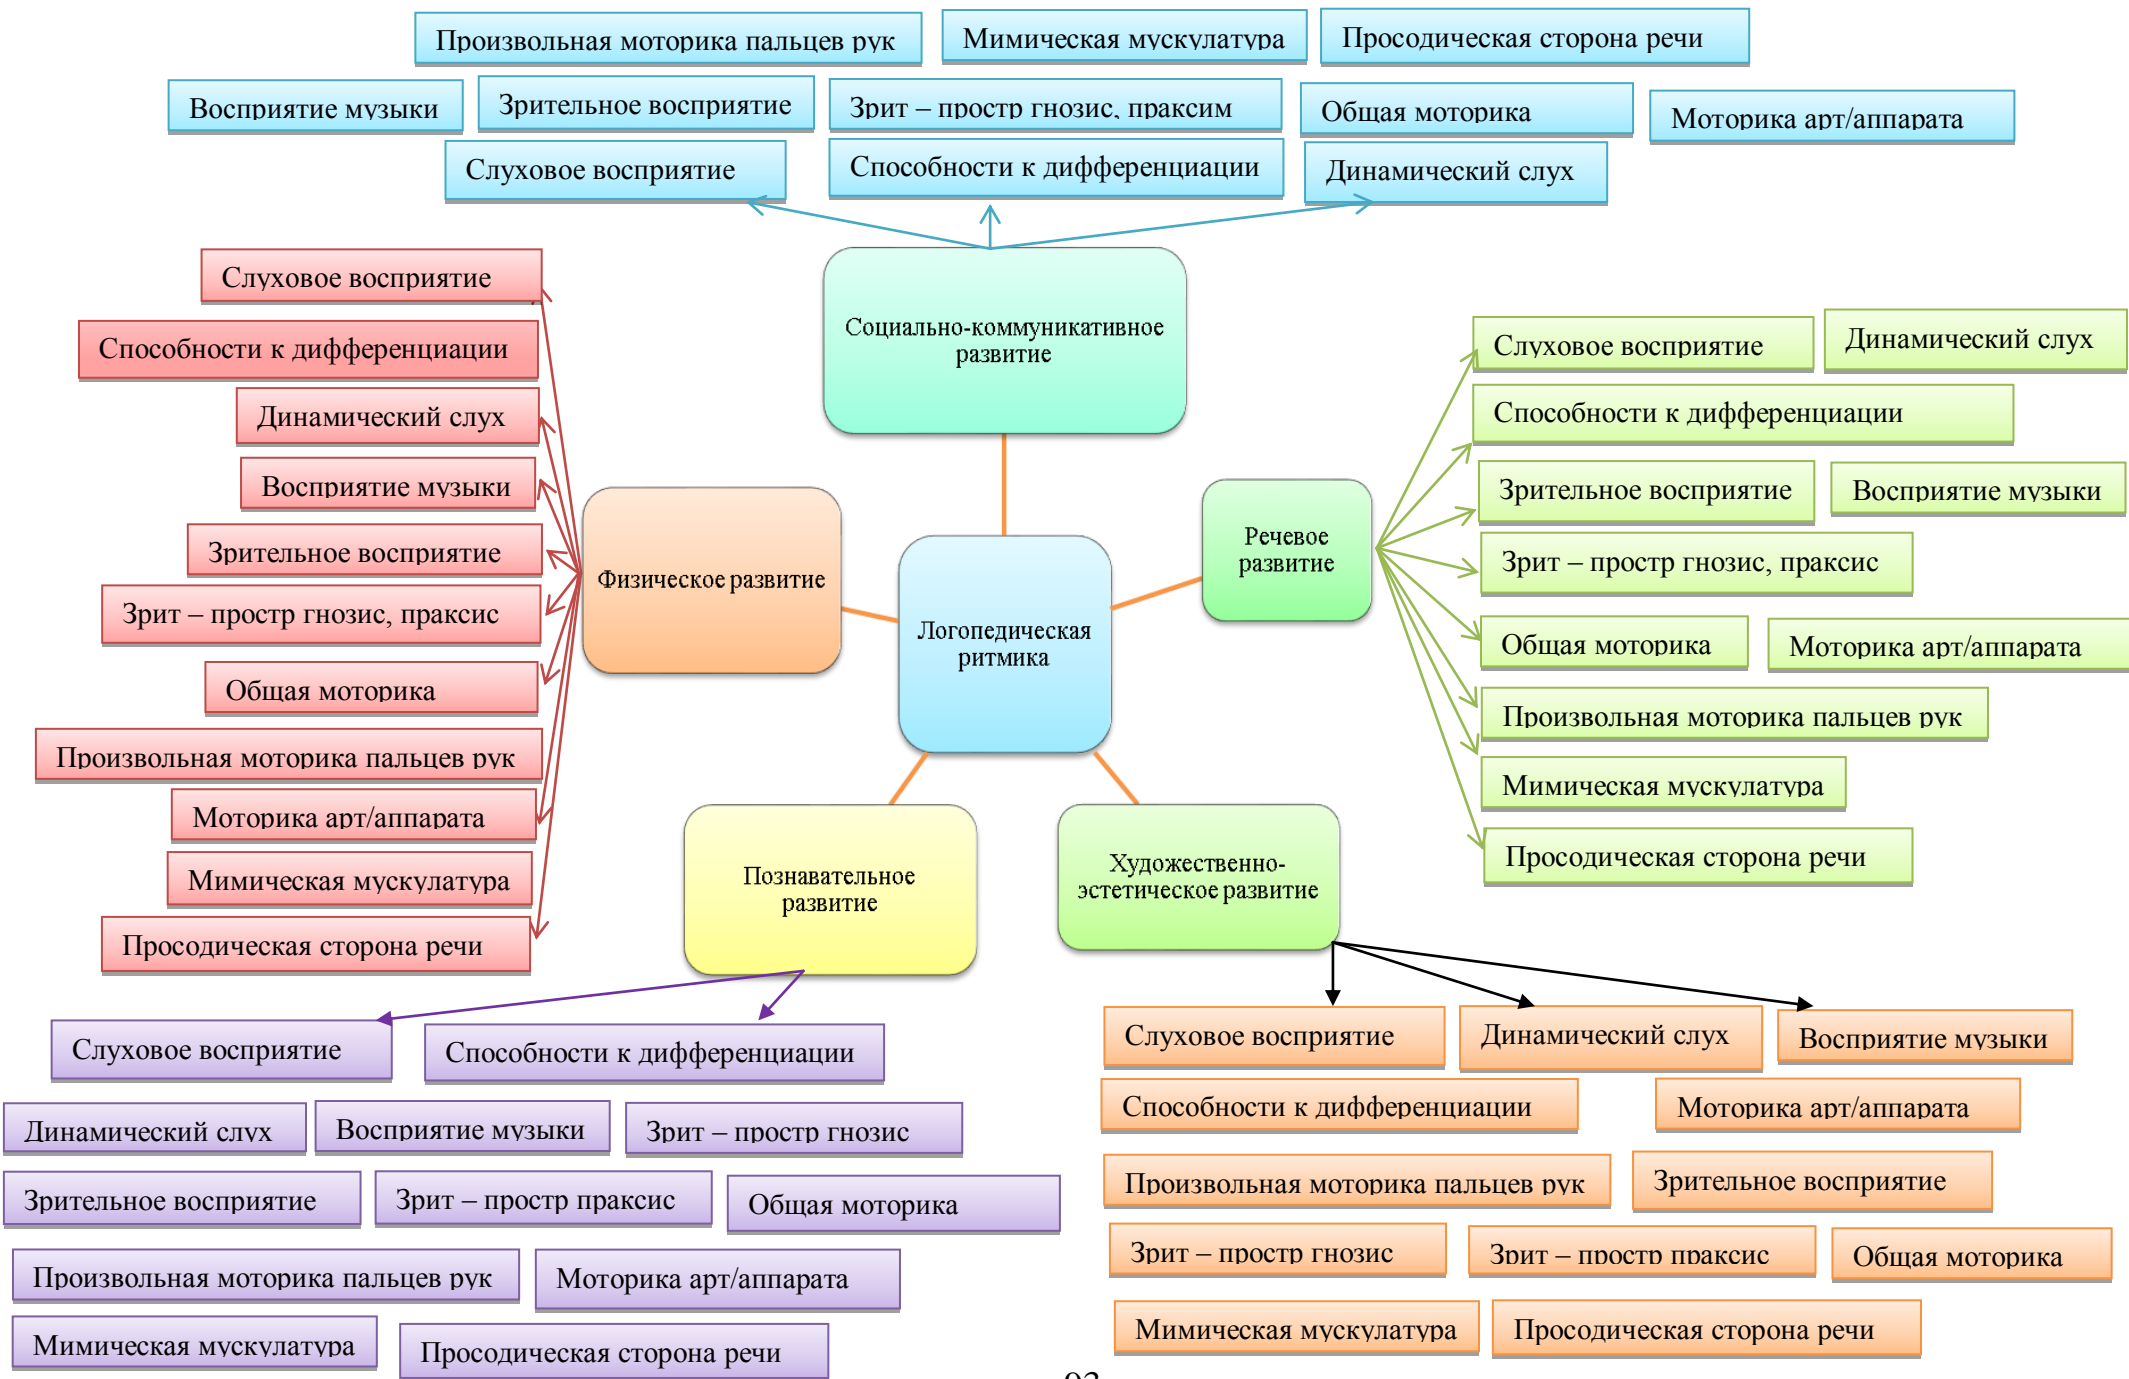 Произвольная моторика пальцев рук
Мимическая мускулатура
Просодическая сторона речи
Восприятие музыки
Зрительное восприятие
Зрит – простр гнозис, праксим
Общая моторика
Моторика арт/аппарата
Слуховое восприятие
Способности к дифференциации
Динамический слух
Социально-коммуникативное
развитие
Слуховое восприятие
Способности к дифференциации
Динамический слух
Восприятие музыки
Зрительное восприятие
Зрит – простр гнозис, праксис
Общая моторика
Произвольная моторика пальцев рук
Моторика арт/аппарата
Мимическая мускулатура
Просодическая сторона речи
Физическое развитие
Логопедическая
ритмика
Речевое
развитие
Слуховое восприятие
Динамический слух
Способности к дифференциации
Зрительное восприятие
Восприятие музыки
Зрит – простр гнозис, праксис
Общая моторика
Моторика арт/аппарата
Произвольная моторика пальцев рук
Мимическая мускулатура
Просодическая сторона речи
Познавательное
развитие
Художественно-
эстетическое развитие
Слуховое восприятие
Способности к дифференциации
Динамический слух
Восприятие музыки
Зрит – простр гнозис
Зрительное восприятие
Зрит – простр праксис
Общая моторика
Произвольная моторика пальцев рук
Моторика арт/аппарата
Мимическая мускулатура
Просодическая сторона речи
Слуховое восприятие
Динамический слух
Восприятие музыки
Способности к дифференциации
Моторика арт/аппарата
Произвольная моторика пальцев рук
Зрительное восприятие
Зрит – простр гнозис
Зрит – простр праксис
Общая моторика
Мимическая мускулатура
Просодическая сторона речи